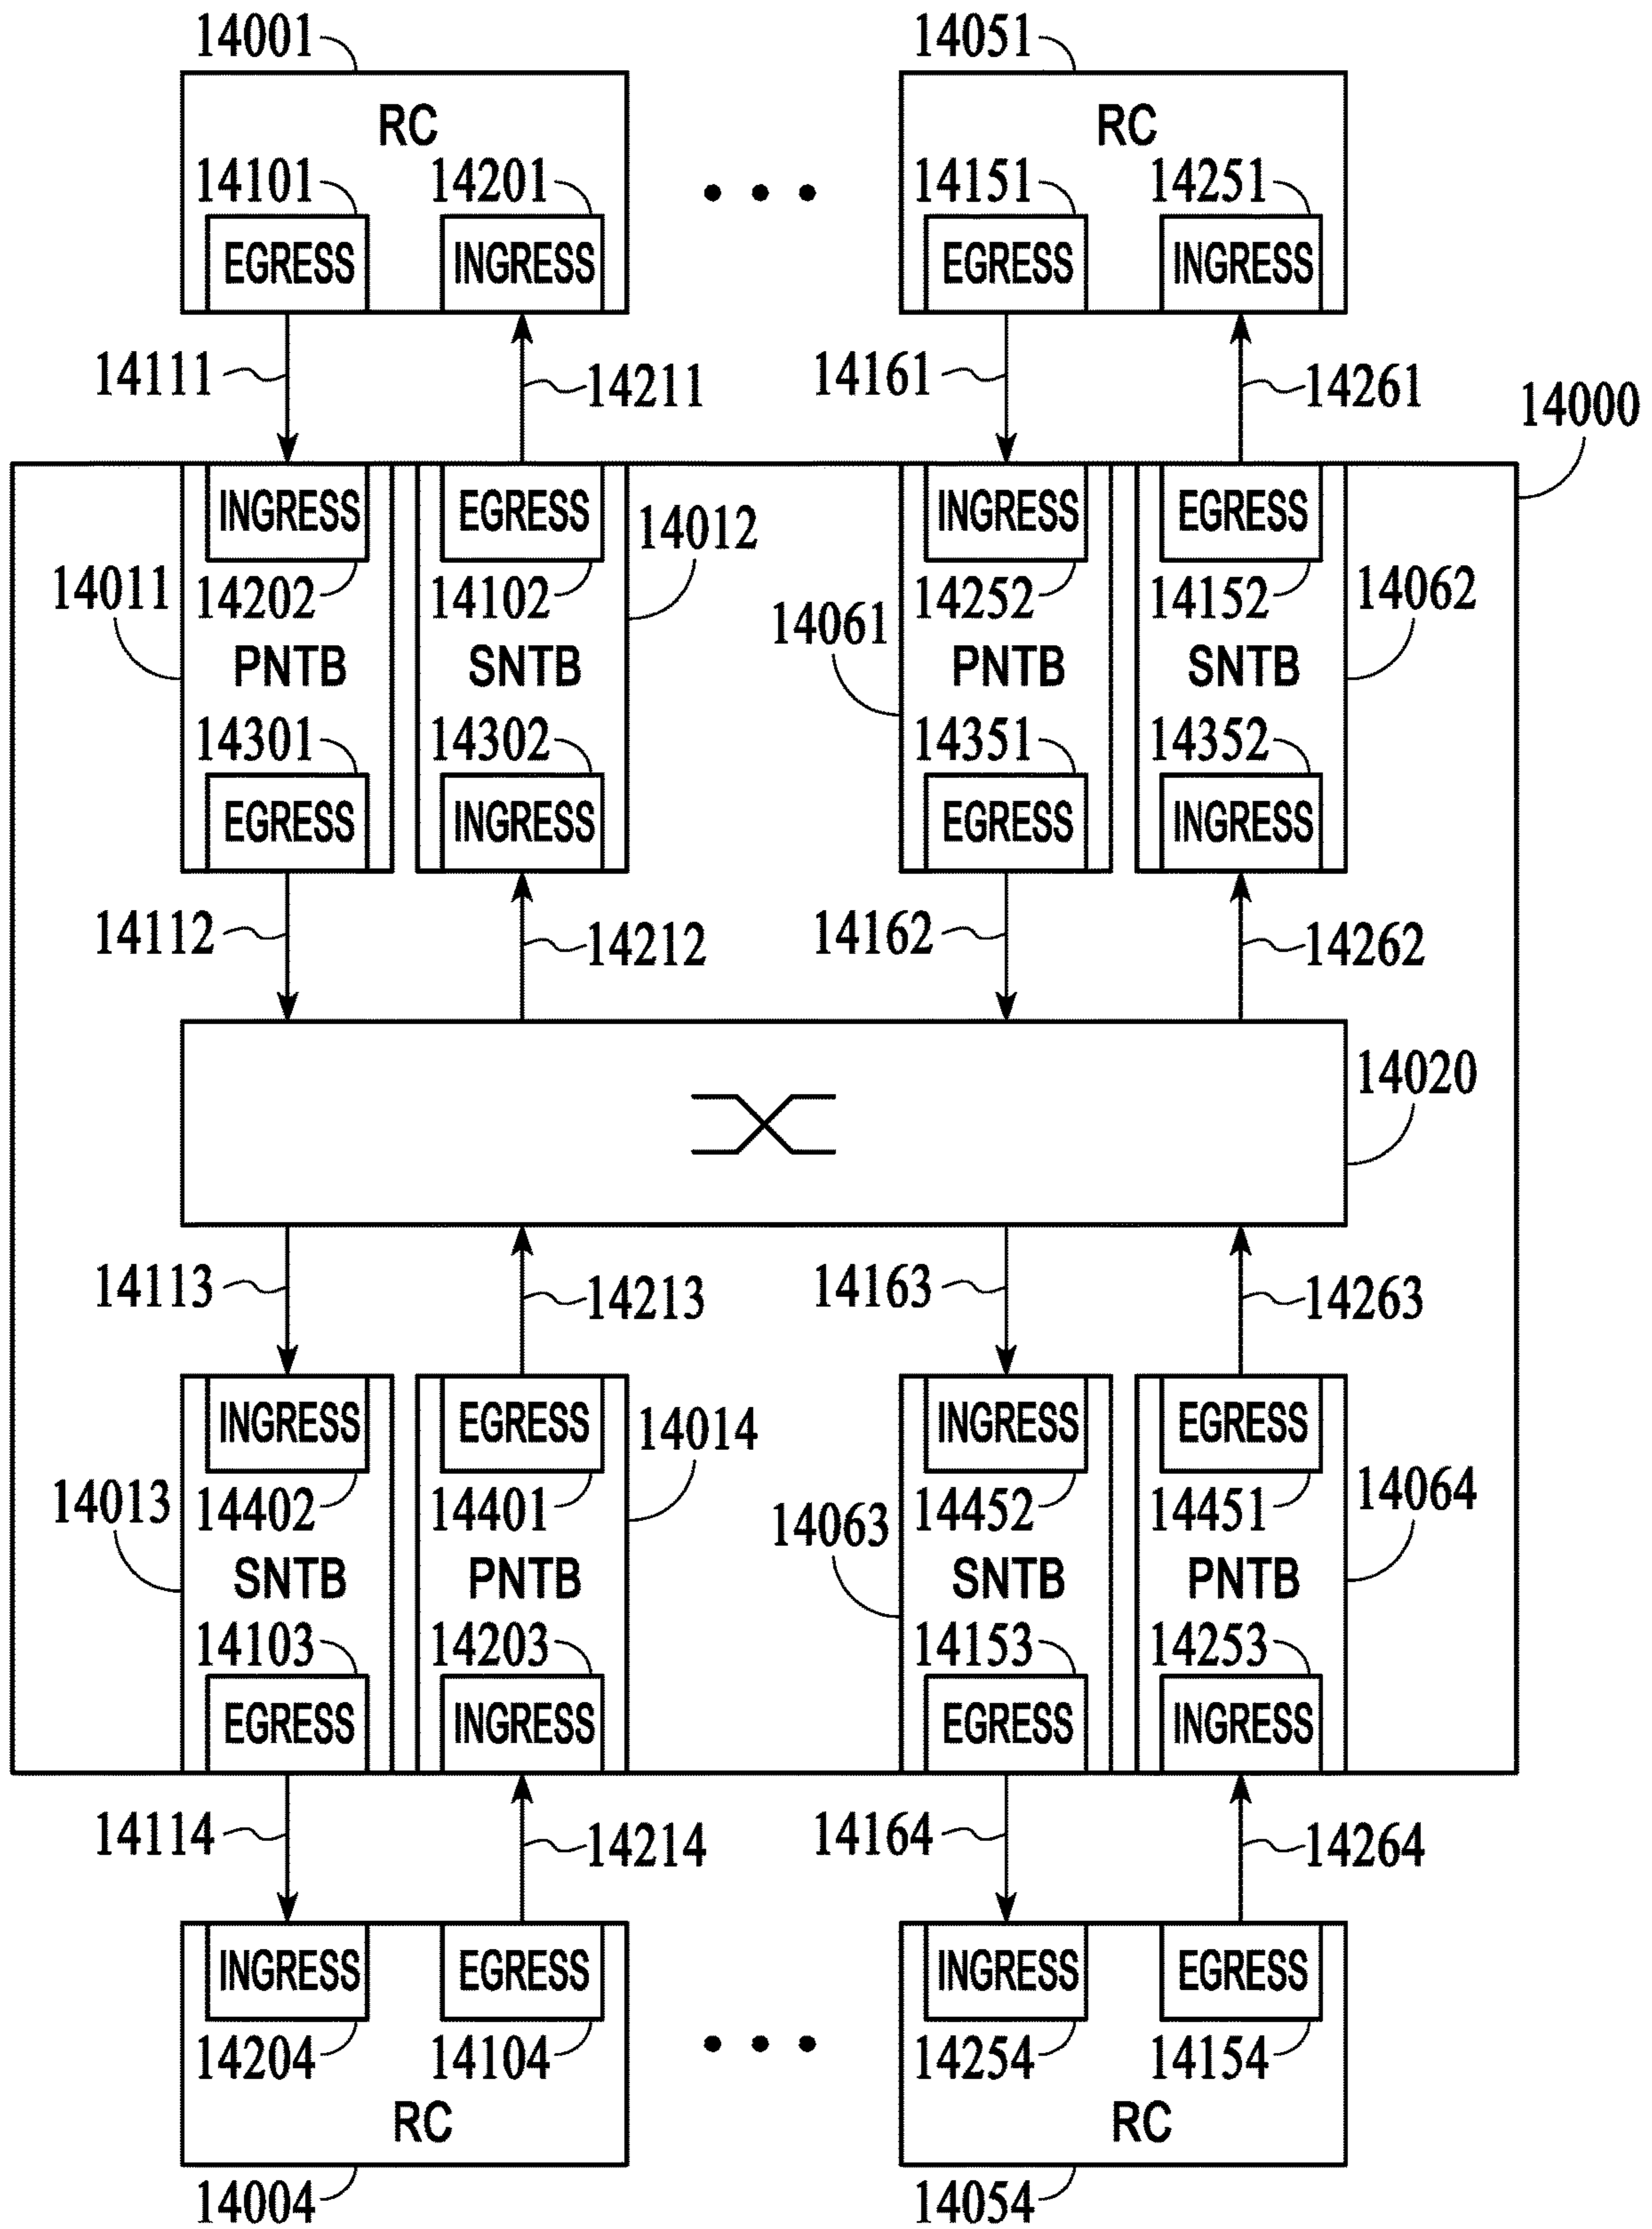 14001 14051
RC RC
14101 14201 14151 14251
EGRESS INGRESS EGRESS INGRESS
14111 14211 14161 14261
14000
INGRESS EGRESS INGRESS EGRESS
14012
14011 14202 14102 14252 14152 14062
14061
PNTB SNTB PNTB SNTB
14301 14302 14351 14352
EGRESS INGRESS EGRESS INGRESS
14112 14212 14162 14262
14020
14113 14213 14163 14263
INGRESS EGRESS INGRESS EGRESS
14014
14013 14402 14401 14452 14451 14064
14063
SNTB PNTB SNTB PNTB
14103 14203 14153 14253
EGRESS INGRESS EGRESS INGRESS
14114 14214 14164 14264
INGRESS EGRESS INGRESS EGRESS
14204 14104 14254 14154
RC RC
14004 14054